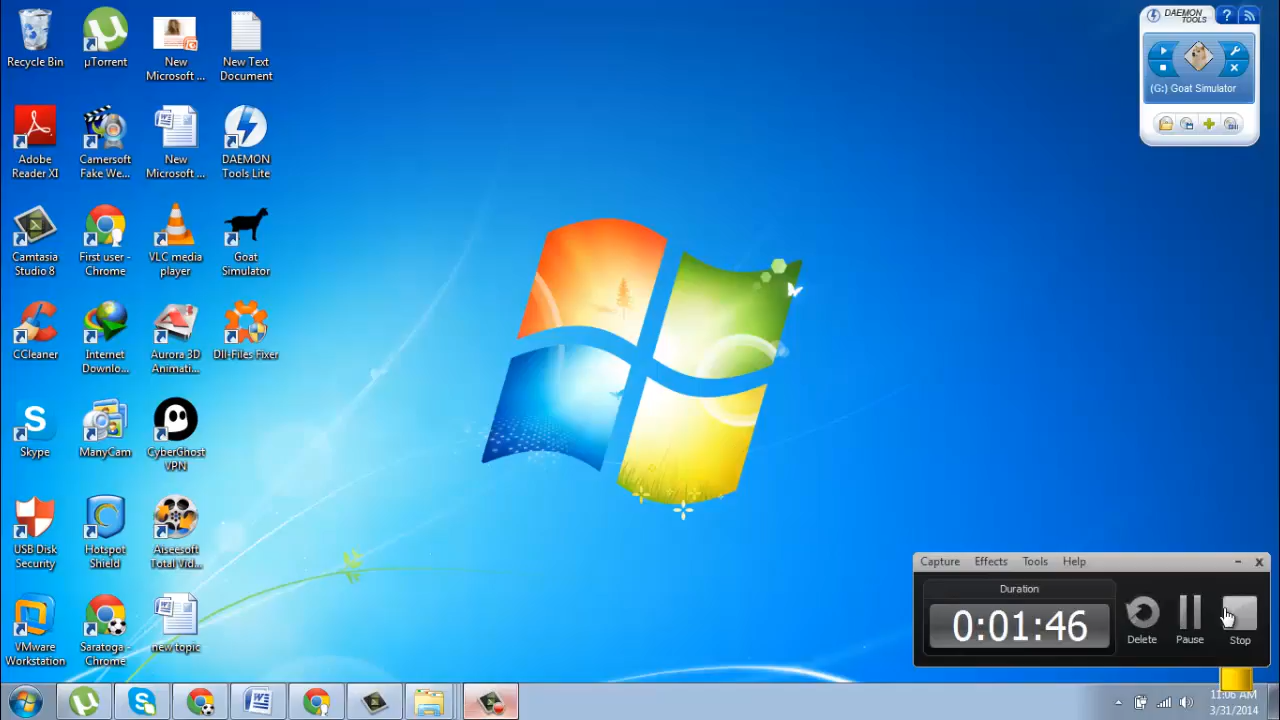 Recycle Bin
µTorrent
New
Microsoft ...
New Text
Document
Adobe
Reader XI
Camersoft
Fake We...
New
Microsoft ...
DAEMON
Tools Lite
Camtasia
Studio 8
First user -
Chrome
VLC media
player
Goat
Simulator
CCleaner
Internet
Downlo...
Aurora 3D
Animati...
Dll-Files Fixer
Skype
ManyCam
CyberGhost
VPN
USB Disk
Security
Hotspot
Shield
Aiseesoft
Total Vid...
VMware
Workstation
Saratoga -
Chrome
new topic
DAEMON
TOOLS
?
(G:) Goat Simulator
Capture Effects Tools Help
Duration
0:01:46
Delete
Pause
Stop
11:06 AM
3/31/2014